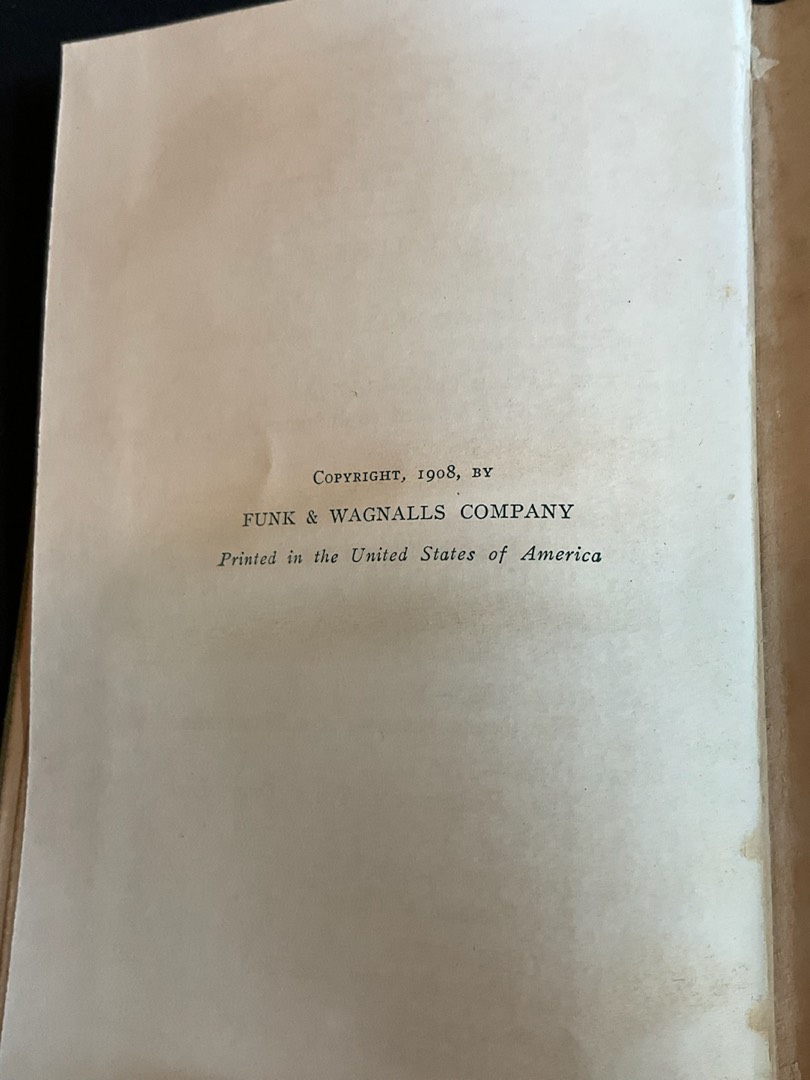 COPYRIGHT, 1908, BY
FUNK & WAGNALLS COMPANY
Printed in the United States of America